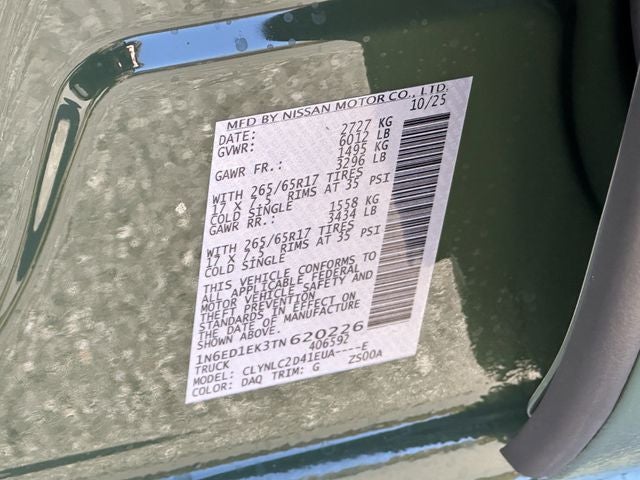 MFD BY NISSAN MOTOR CO., LTD.
DATE: 10/25
GVWR: 2727 KG
6012 LB
GAWR FR.: 1495 KG
3296 LB
WITH 265/65R17 TIRES
17 X 7.5 RIMS AT 35 PSI
COLD SINGLE
GAWR RR.: 1558 KG
3434 LB
WITH 265/65R17 TIRES
17 X 7.5 RIMS AT 35 PSI
COLD SINGLE
THIS VEHICLE CONFORMS TO
ALL APPLICABLE FEDERAL
MOTOR VEHICLE SAFETY AND
THEFT PREVENTION
STANDARDS IN EFFECT ON
THE DATE OF MANUFACTURE
SHOWN ABOVE.
1N6ED1EK3TN620226
TRUCK 406592
MODEL: CLYNLC2D41EUA----E
COLOR: DAQ TRIM: G ZS00A